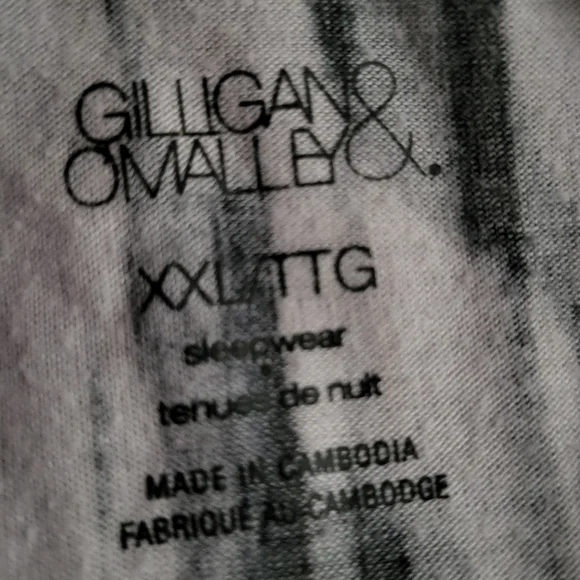 GILLIGAN &
O'MALLEY.
XXL/TTG
sleepwear
tenues de nuit
MADE IN CAMBODIA
FABRIQUÉ AU CAMBODGE